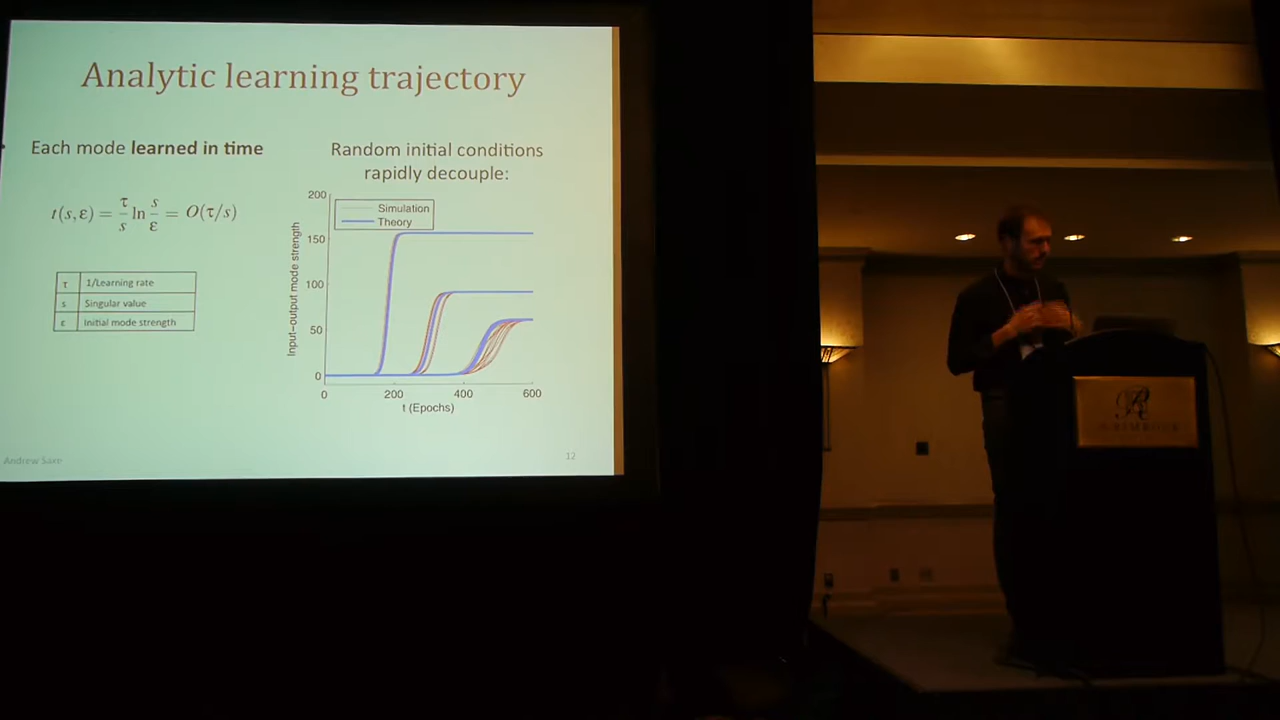 Analytic learning trajectory
Each mode learned in time
t(s,ε) = τ/s ln s/ε = O(τ/s)
τ 1/Learning rate
s Singular value
ε Initial mode strength
Random initial conditions
rapidly decouple:
Simulation
Theory
Input-output mode strength
200
150
100
50
0
0 200 400 600
t (Epochs)
Andrew Saxe
12